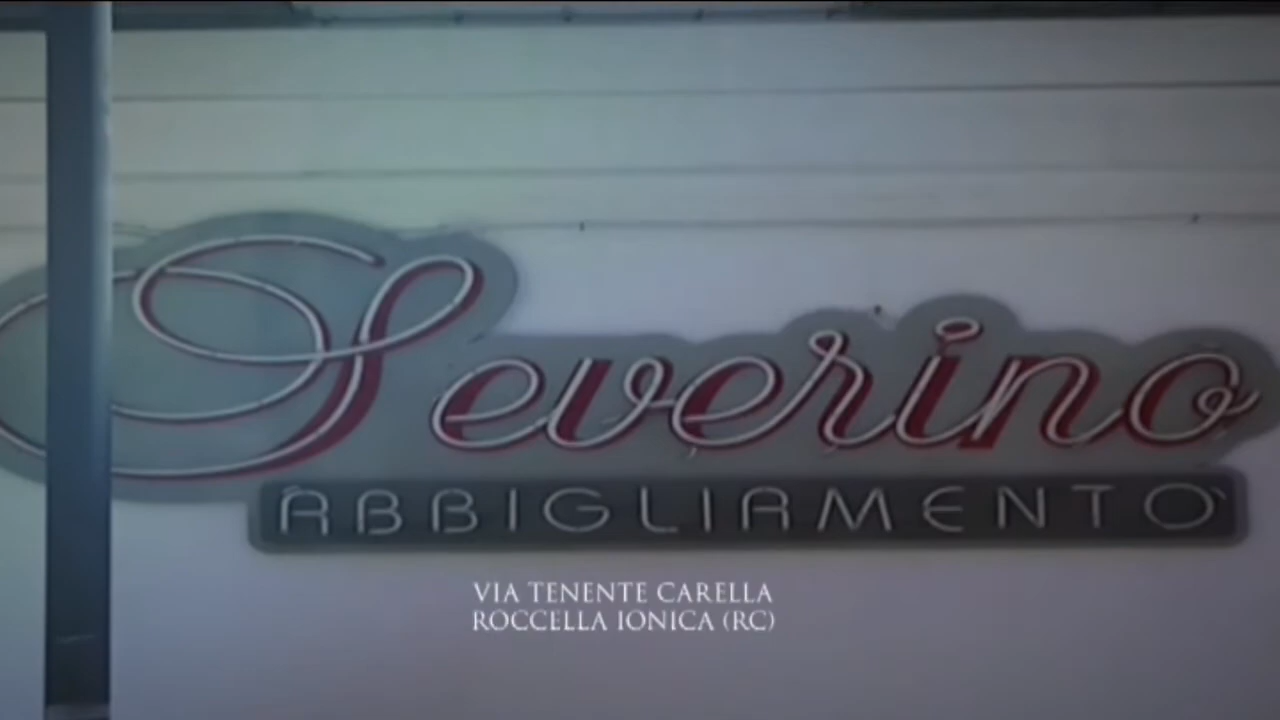 Severino
ABBIGLIAMENTO
VIA TENENTE CARELLA
ROCCELLA IONICA (RC)